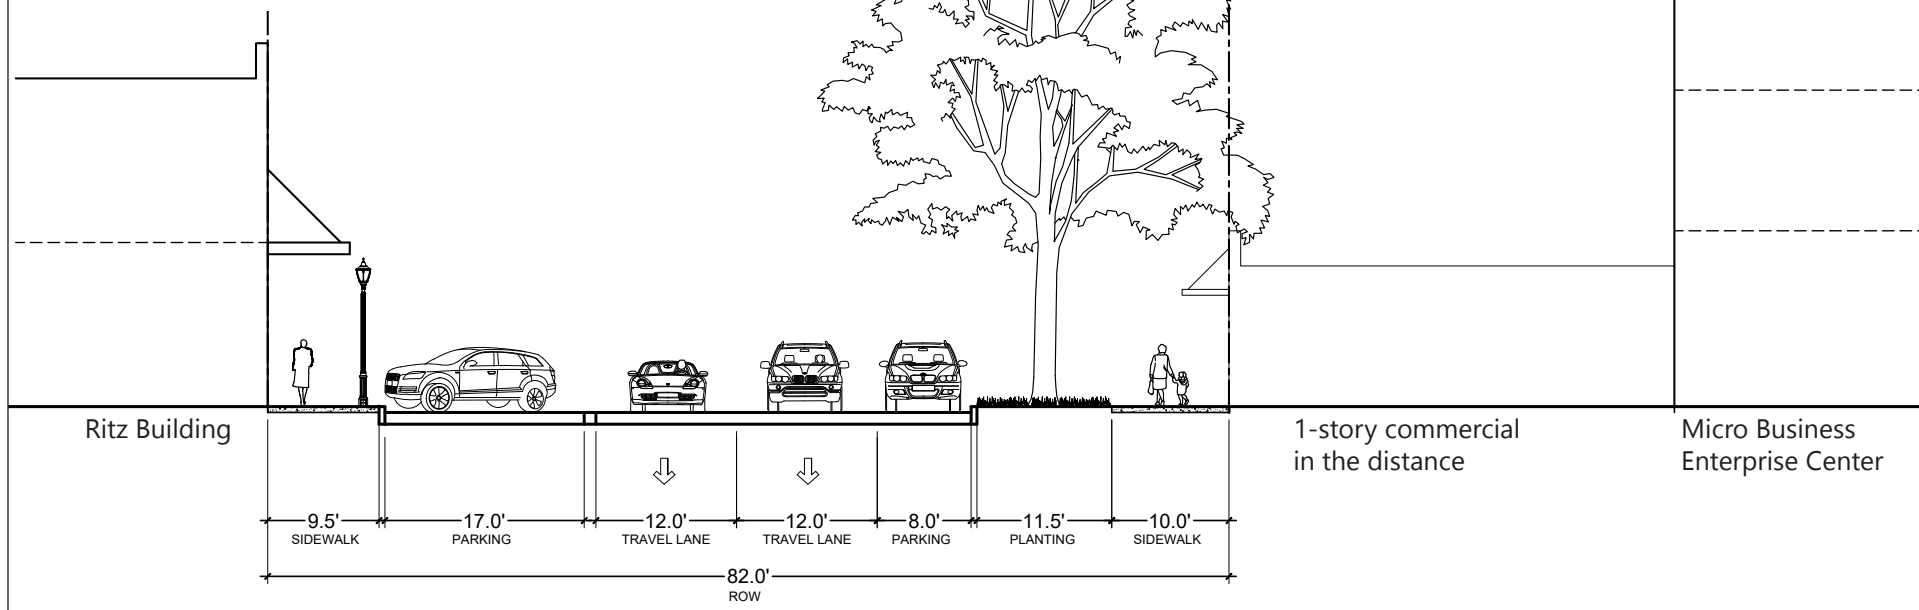 Ritz Building
1-story commercial
in the distance
Micro Business
Enterprise Center
9.5' 17.0' 12.0' 12.0' 8.0' 11.5' 10.0'
SIDEWALK PARKING TRAVEL LANE TRAVEL LANE PARKING PLANTING SIDEWALK
82.0'
ROW